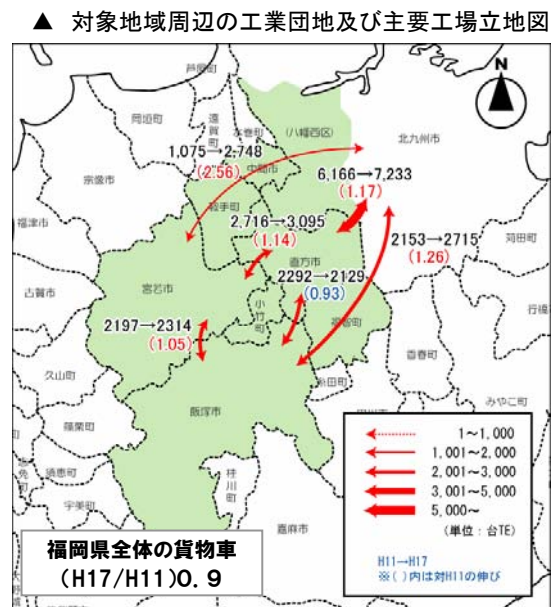 ▲ 対象地域周辺の工業団地及び主要工場立地図
芦屋町
N
岡垣町
遠賀町
水巻町
(八幡西区)
北九州市
1,075→2,748
(2.56)
中間市
宗像市
6,166→7,233
(1.17)
鞍手町
2,716→3,095
(1.14)
福津市
2153→2715
(1.26)
苅田町
直方市
2292→2129
(0.93)
宮若市
古賀市
小竹町
福智町
行橋
2197→2314
(1.05)
香春町
久山町
糸田町
みやこ町
飯塚市
篠栗町
須恵町
宇美町
桂川町
嘉麻市
1~1,000
1,001~2,000
2,001~3,000
3,001~5,000
5,000~
(単位:台TE)
H11→H17
※( )内は対H11の伸び
福岡県全体の貨物車
(H17/H11)0.9